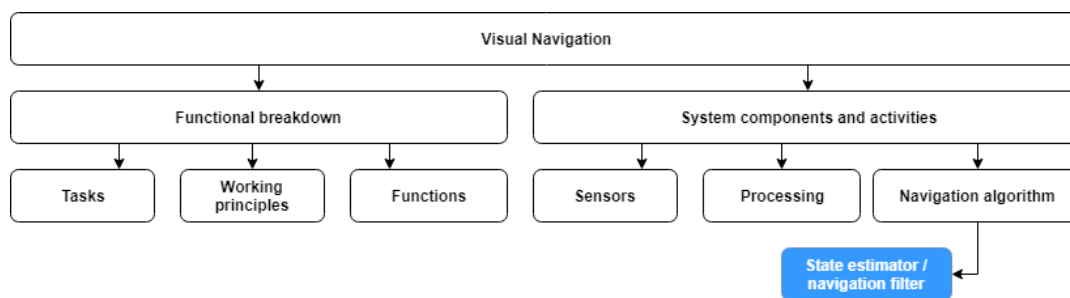 Visual Navigation
Functional breakdown
System components and activities
Tasks
Working
principles
Functions
Sensors
Processing
Navigation algorithm
State estimator /
navigation filter